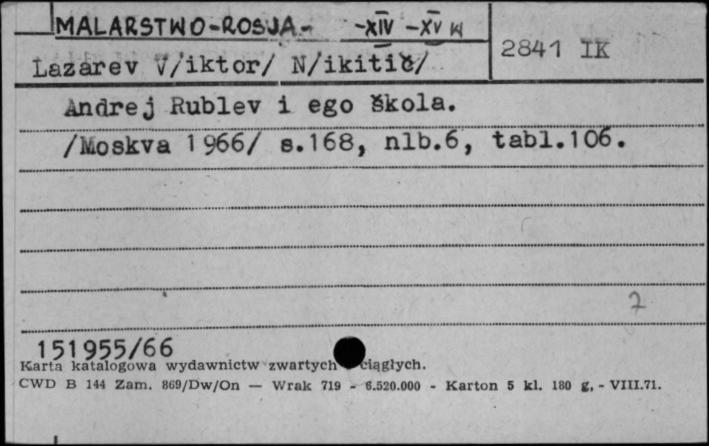 MALARSTWO-ROSJA- -XIV-XV W
2841 IK
Lazarev V/iktor/ N/ikitič/
Andrej Rublev i ego škola.
/Moskva 1966/ s.168, nlb.6, tabl.106.
7
151955/66
Karta katalogowa wydawnictw zwartych ciągłych.
CWD B 144 Zam. 869/Dw/On — Wrak 719 - 6.520.000 - Karton 5 kl. 180 g, - VIII.71.